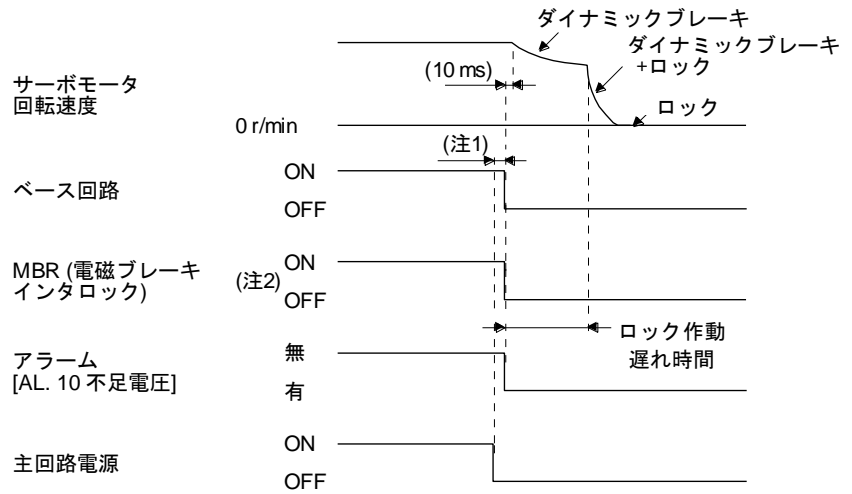 ダイナミックブレーキ
ダイナミックブレーキ
+ロック
(10 ms)
サーボモータ
回転速度
ロック
0 r/min
(注1)
ON
ベース回路
OFF
MBR (電磁ブレーキ
インタロック)
(注2)
ON
OFF
ロック作動
遅れ時間
アラーム
[AL. 10 不足電圧]
無
有
ON
主回路電源
OFF